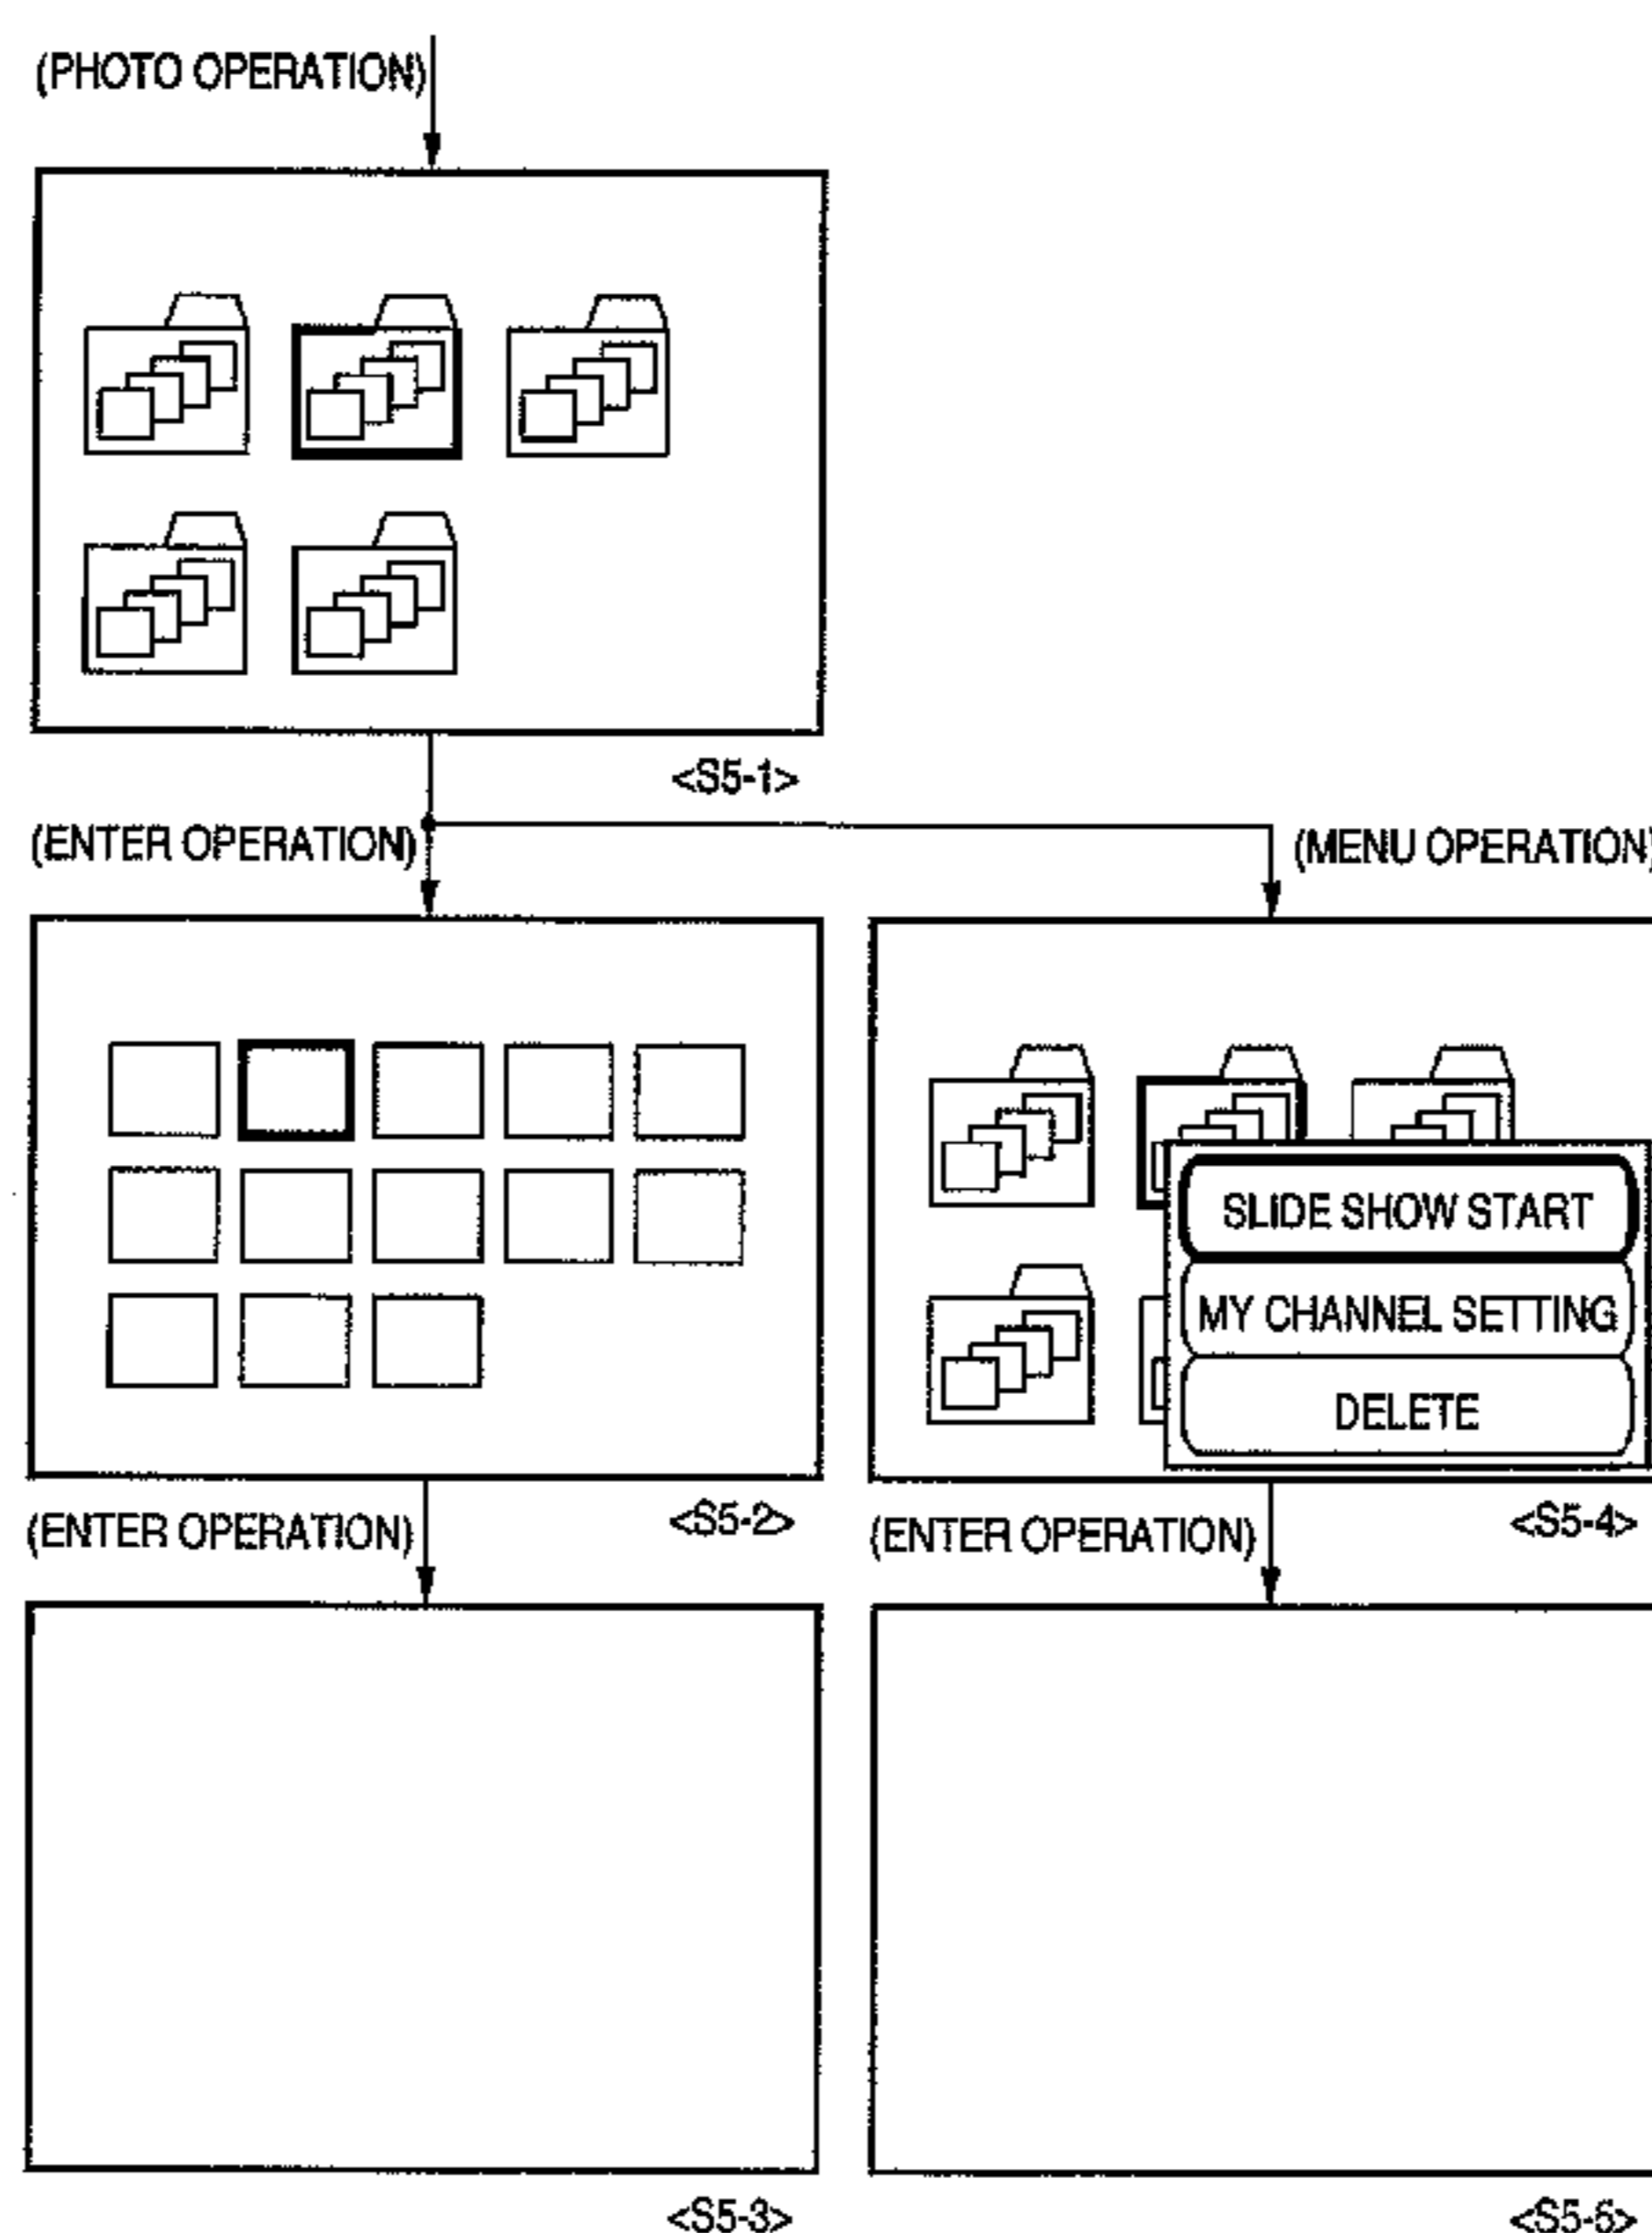 (PHOTO OPERATION)
<S5-1>
(ENTER OPERATION)
(MENU OPERATION)
SLIDE SHOW START
MY CHANNEL SETTING
DELETE
<S5-2>
<S5-4>
(ENTER OPERATION)
(ENTER OPERATION)
<S5-3>
<S5-5>